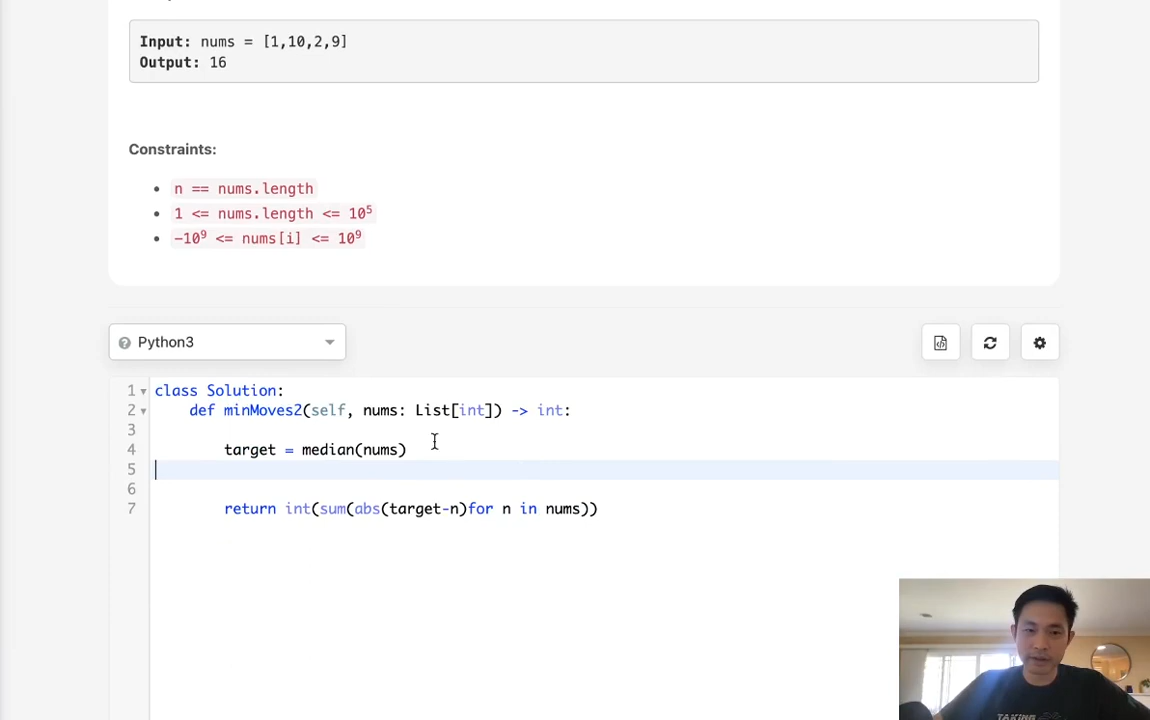 Input: nums = [1,10,2,9]
Output: 16
Constraints:
n == nums.length
1 <= nums.length <= 10⁵
-10⁹ <= nums[i] <= 10⁹
Python3
1 class Solution:
2 def minMoves2(self, nums: List[int]) -> int:
3
4 target = median(nums)
5
6
7 return int(sum(abs(target-n)for n in nums))
TAKING